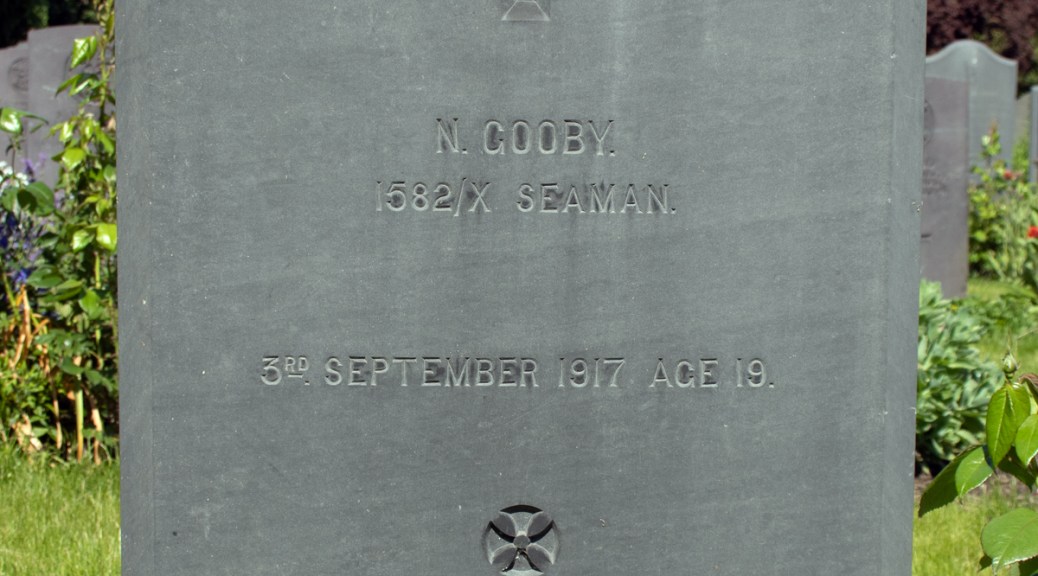 N. GOOBY.
1582/X SEAMAN.
3RD. SEPTEMBER 1917 AGE 19.